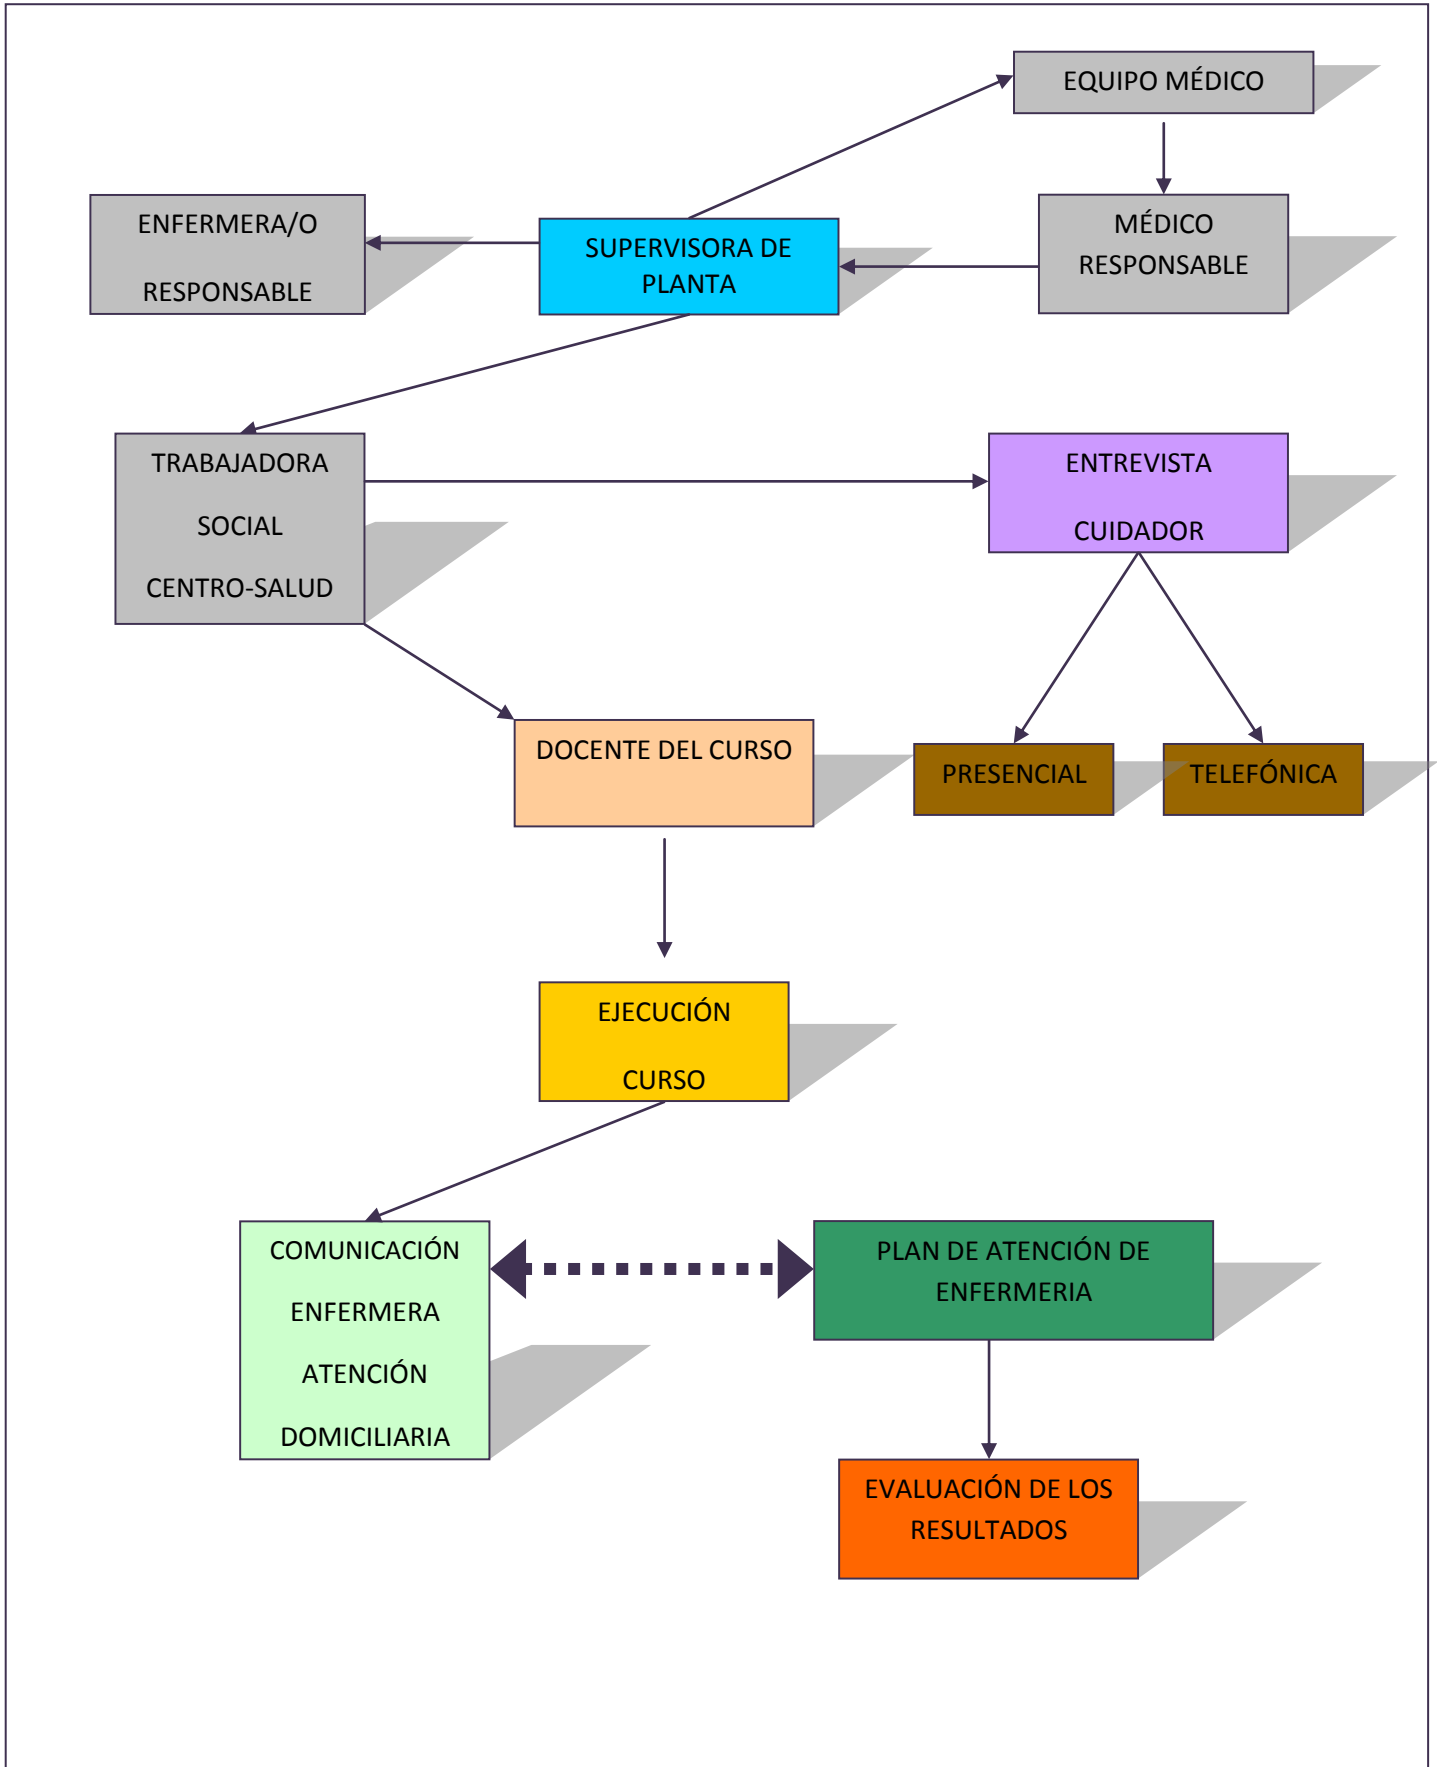 EQUIPO MÉDICO
ENFERMERA/O
RESPONSABLE
SUPERVISORA DE
PLANTA
MÉDICO
RESPONSABLE
TRABAJADORA
SOCIAL
CENTRO-SALUD
ENTREVISTA
CUIDADOR
DOCENTE DEL CURSO
PRESENCIAL
TELEFÓNICA
EJECUCIÓN
CURSO
COMUNICACIÓN
ENFERMERA
ATENCIÓN
DOMICILIARIA
PLAN DE ATENCIÓN DE
ENFERMERIA
EVALUACIÓN DE LOS
RESULTADOS